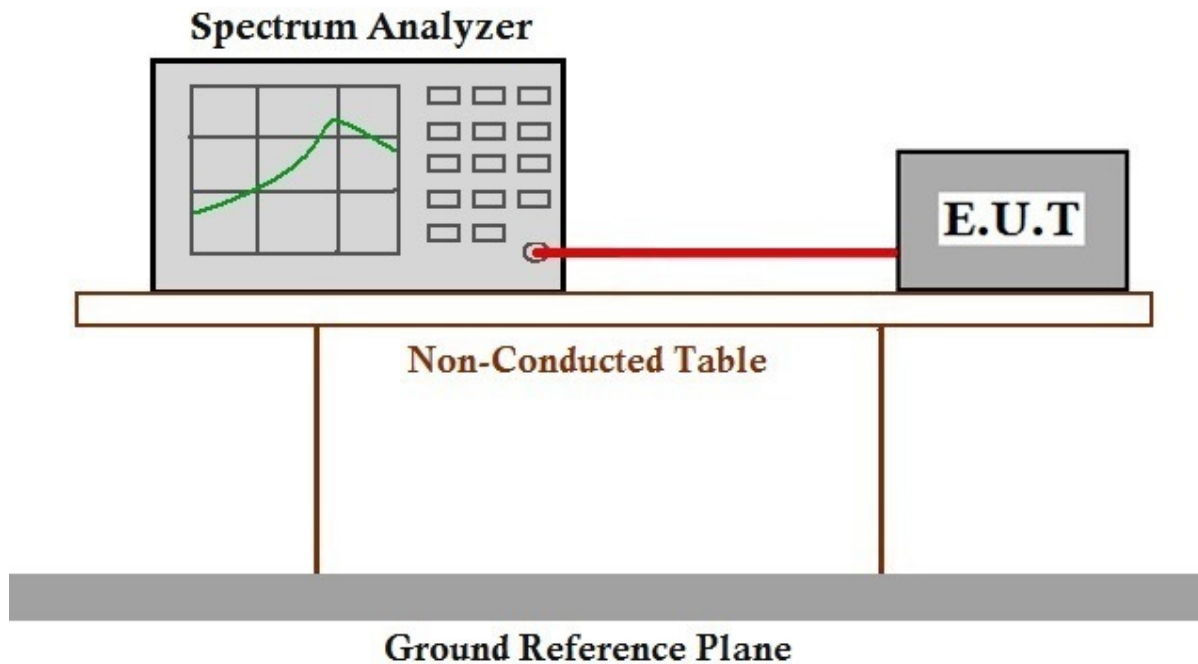 Spectrum Analyzer
E.U.T
Non-Conducted Table
Ground Reference Plane